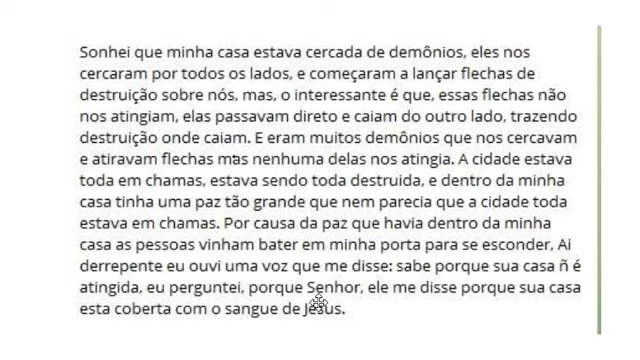 Sonhei que minha casa estava cercada de demônios, eles nos
cercaram por todos os lados, e começaram a lançar flechas de
destruição sobre nós, mas, o interessante é que, essas flechas não
nos atingiam, elas passavam direto e caiam do outro lado, trazendo
destruição onde caiam. E eram muitos demônios que nos cercavam
e atiravam flechas mas nenhuma delas nos atingia. A cidade estava
toda em chamas, estava sendo toda destruida, e dentro da minha
casa tinha uma paz tão grande que nem parecia que a cidade toda
estava em chamas. Por causa da paz que havia dentro da minha
casa as pessoas vinham bater em minha porta para se esconder, Ai
derrepente eu ouvi uma voz que me disse: sabe porque sua casa ñ é
atingida, eu perguntei, porque Senhor, ele me disse porque sua casa
esta coberta com o sangue de Jesus.